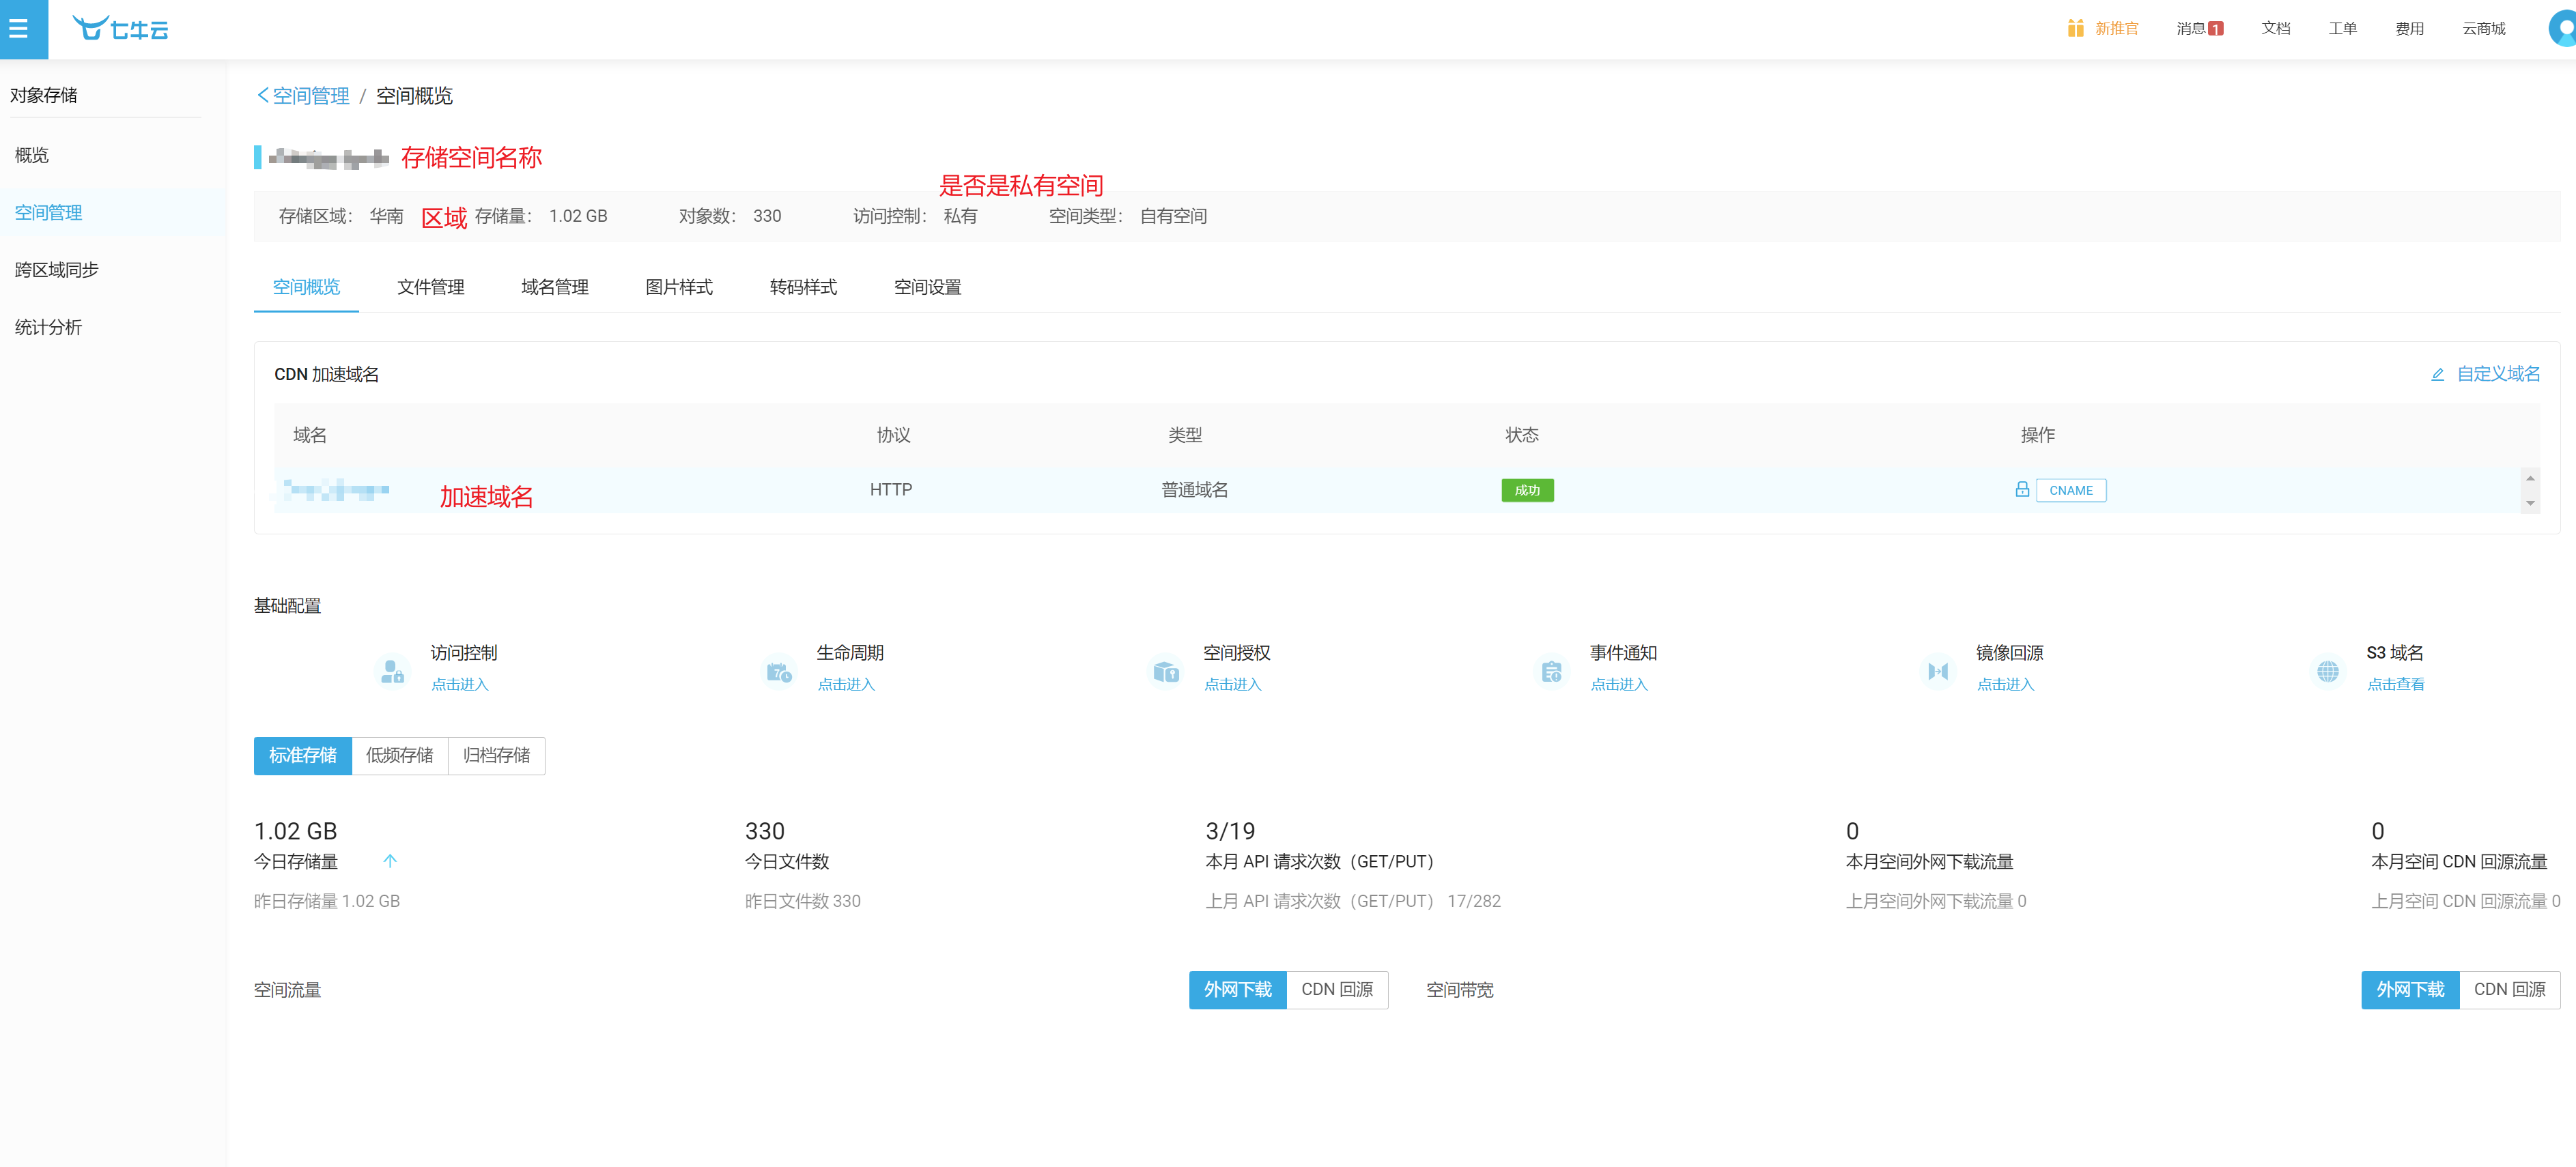 七牛云
新推官 消息 1 文档 工单 费用 云商城
对象存储
概览
空间管理
跨区域同步
统计分析
空间管理 / 空间概览
存储空间名称
是否是私有空间
存储区域： 华南 区域 存储量： 1.02 GB 对象数： 330 访问控制： 私有 空间类型： 自有空间
空间概览 文件管理 域名管理 图片样式 转码样式 空间设置
CDN 加速域名 自定义域名
域名 协议 类型 状态 操作
加速域名 HTTP 普通域名 成功 CNAME
基础配置
访问控制 生命周期 空间授权 事件通知 镜像回源 S3 域名
点击进入 点击进入 点击进入 点击进入 点击进入 点击查看
标准存储 低频存储 归档存储
1.02 GB 330 3/19 0 0
今日存储量 今日文件数 本月 API 请求次数（GET/PUT） 本月空间外网下载流量 本月空间 CDN 回源流量
昨日存储量 1.02 GB 昨日文件数 330 上月 API 请求次数（GET/PUT） 17/282 上月空间外网下载流量 0 上月空间 CDN 回源流量 0
空间流量 外网下载 CDN 回源 空间带宽 外网下载 CDN 回源